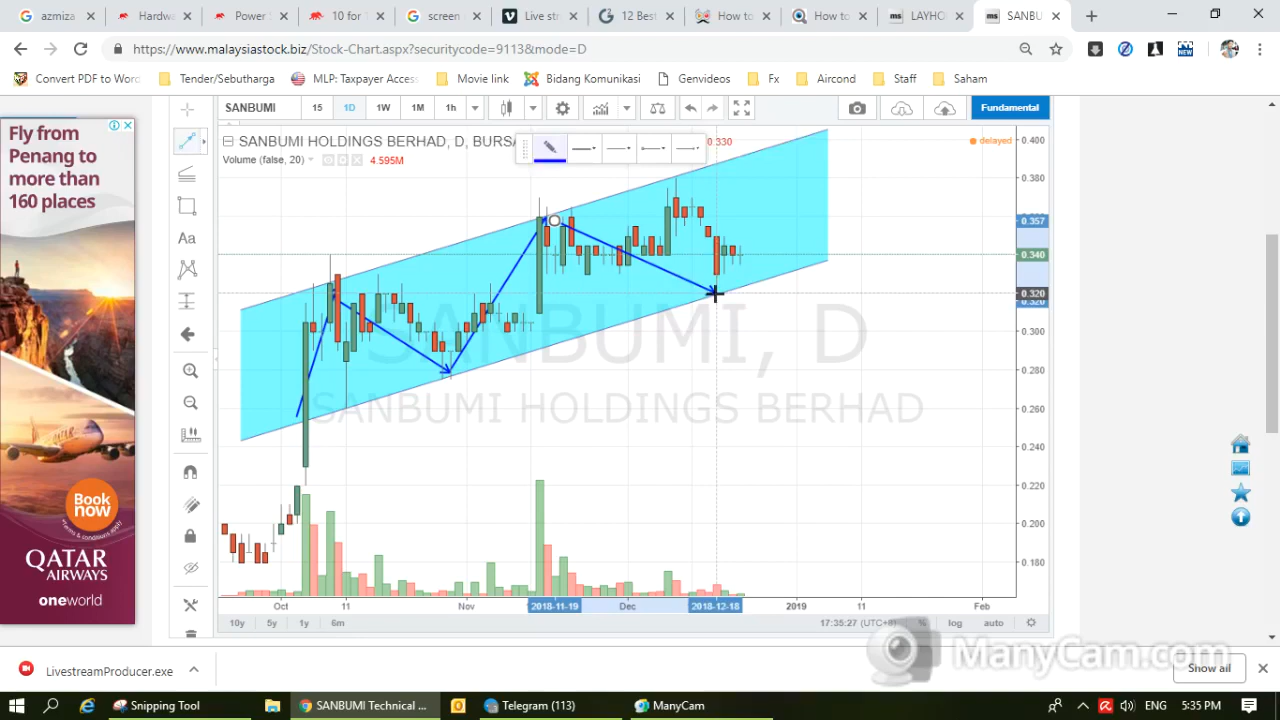 azmiza
Hardwa
Power S
10 for
screen
Live str
12 Best
How to
How to
LAYHO
SANBU
https://www.malaysiastock.biz/Stock-Chart.aspx?securitycode=9113&mode=D
Convert PDF to Word
Tender/Sebutharga
MLP: Taxpayer Acces
Movie link
Bidang Komunikasi
Genvideos
Fx
Aircond
Staff
Saham
Fly from
Penang to
more than
160 places
Book
now
QATAR
AIRWAYS
oneworld
SANBUMI
15
1D
1W
1M
1h
Fundamental
SANBUMI HOLDINGS BERHAD, D, BURSA
0.330
delayed
Volume (false, 20)
4.595M
Aa
SANBUMI, D
SANBUMI HOLDINGS BERHAD
0.400
0.380
0.357
0.340
0.320
0.320
0.300
0.280
0.260
0.240
0.220
0.200
0.180
Oct
11
Nov
2018-11-19
Dec
2018-12-18
2019
11
Feb
10y
5y
1y
6m
17:35:27 (UTC+8)
%
log
auto
ManyCam.com
LivestreamProducer.exe
Show all
Snipping Tool
SANBUMI Technical ...
Telegram (113)
ManyCam
ENG
5:35 PM